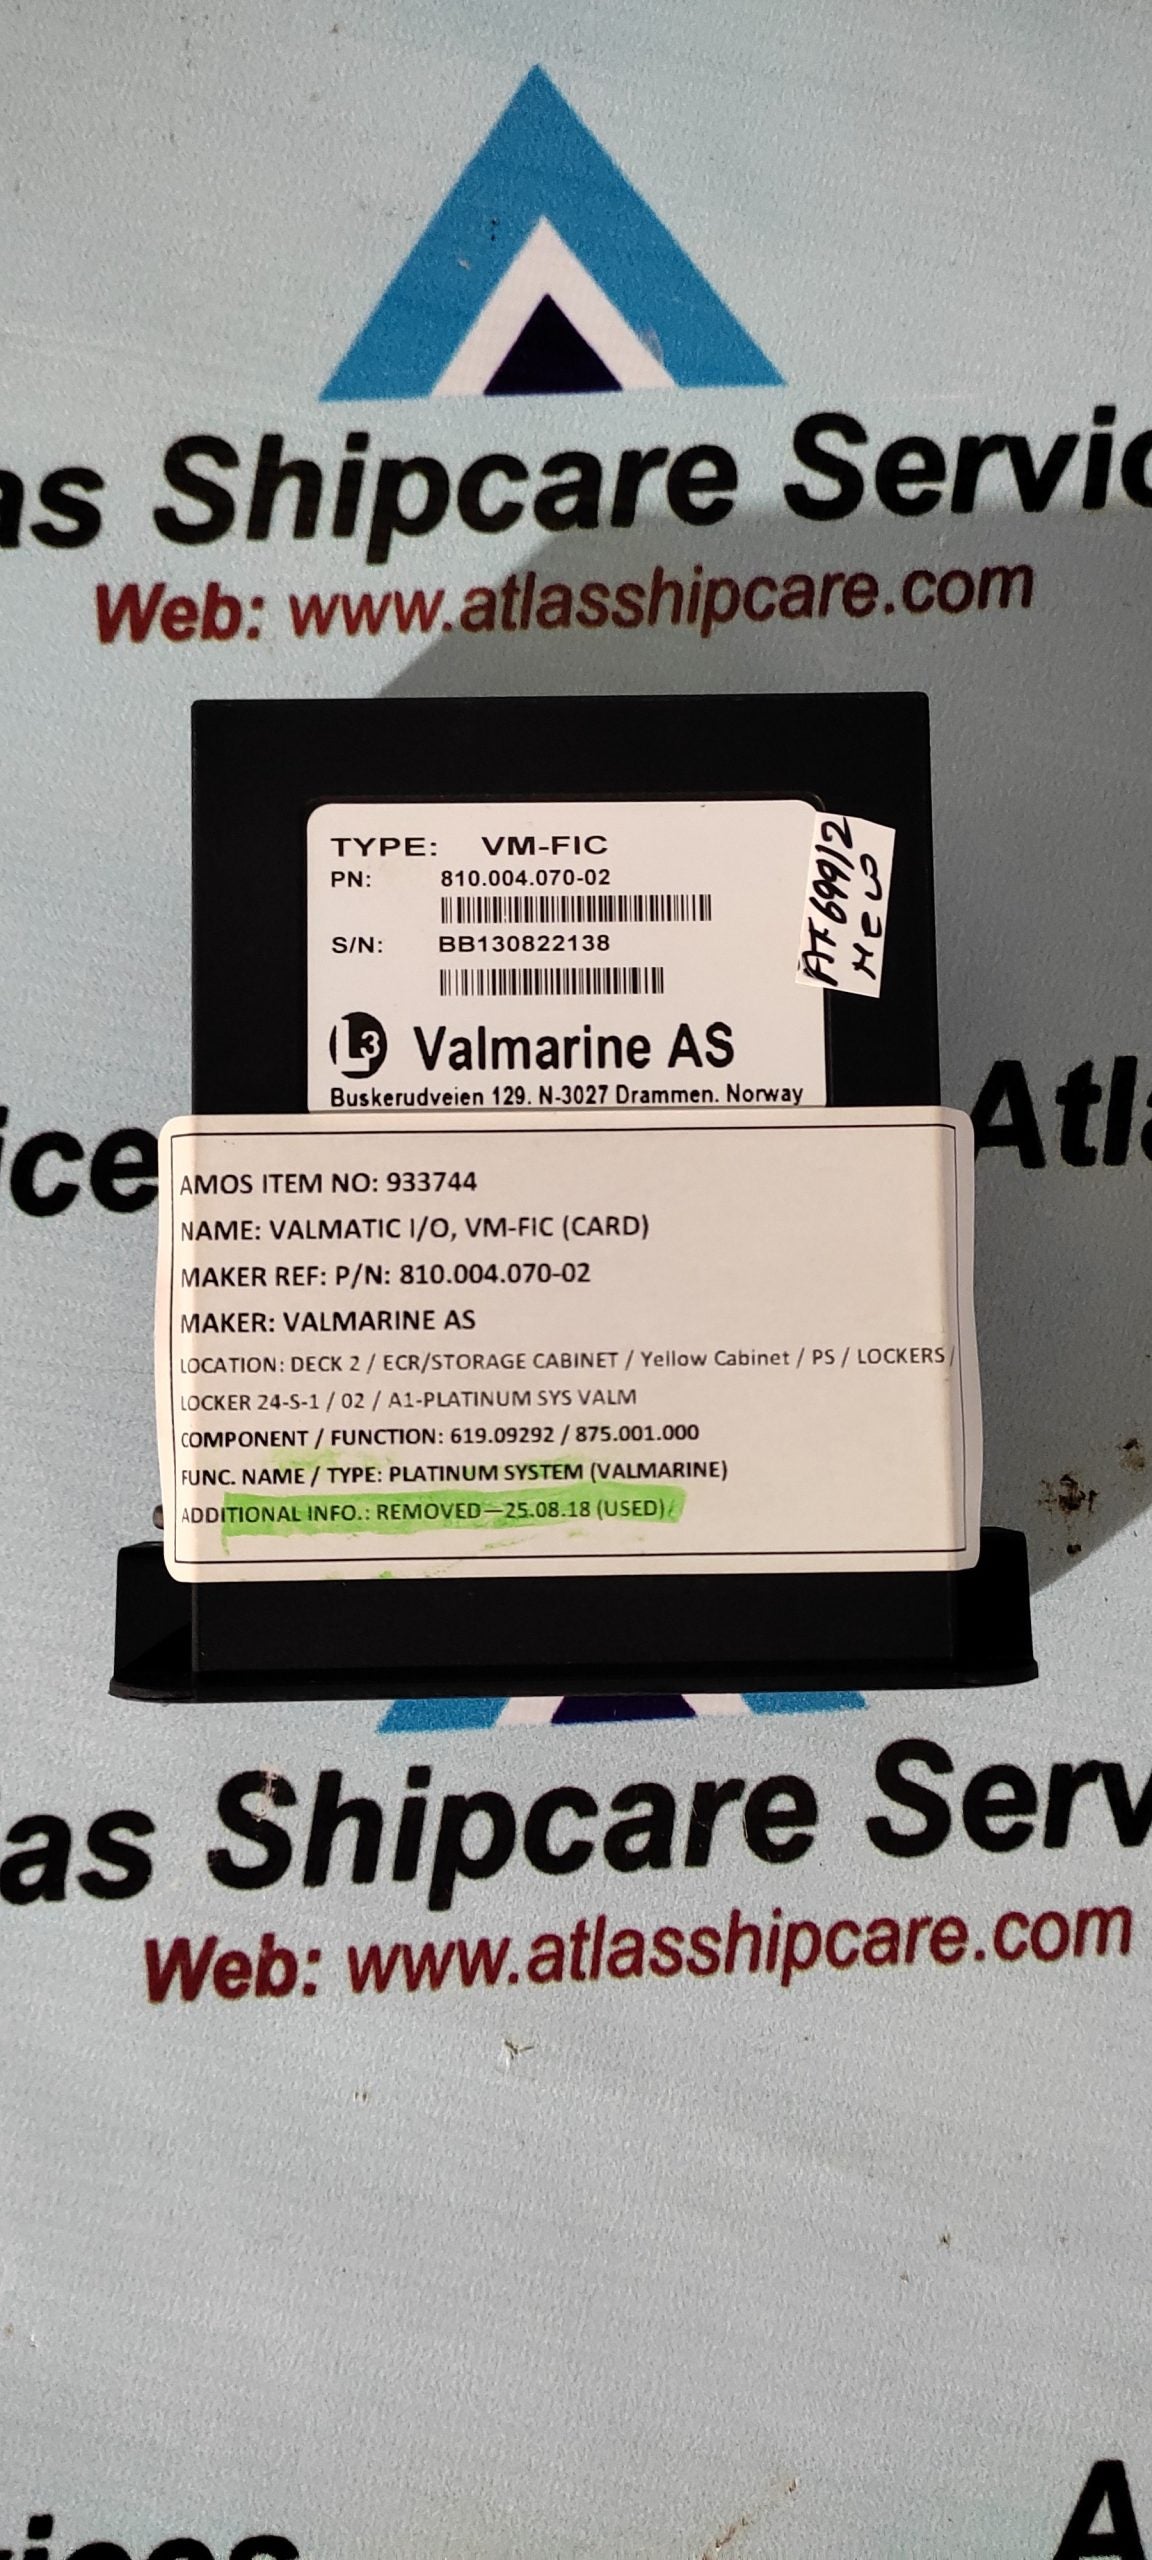 as Shipcare Servic
Web: www.atlasshipcare.com
TYPE: VM-FIC
PN: 810.004.070-02
S/N: BB130822138
L3 Valmarine AS
Buskerudveien 129. N-3027 Drammen. Norway
ice
Atla
AMOS ITEM NO: 933744
NAME: VALMATIC I/O, VM-FIC (CARD)
MAKER REF: P/N: 810.004.070-02
MAKER: VALMARINE AS
LOCATION: DECK 2 / ECR/STORAGE CABINET / Yellow Cabinet / PS / LOCKERS /
LOCKER 24-S-1 / 02 / A1-PLATINUM SYS VALM
COMPONENT / FUNCTION: 619.09292 / 875.001.000
FUNC. NAME / TYPE: PLATINUM SYSTEM (VALMARINE)
ADDITIONAL INFO.: REMOVED—25.08.18 (USED)/
las Shipcare Serv
Web: www.atlasshipcare.com
vices
A